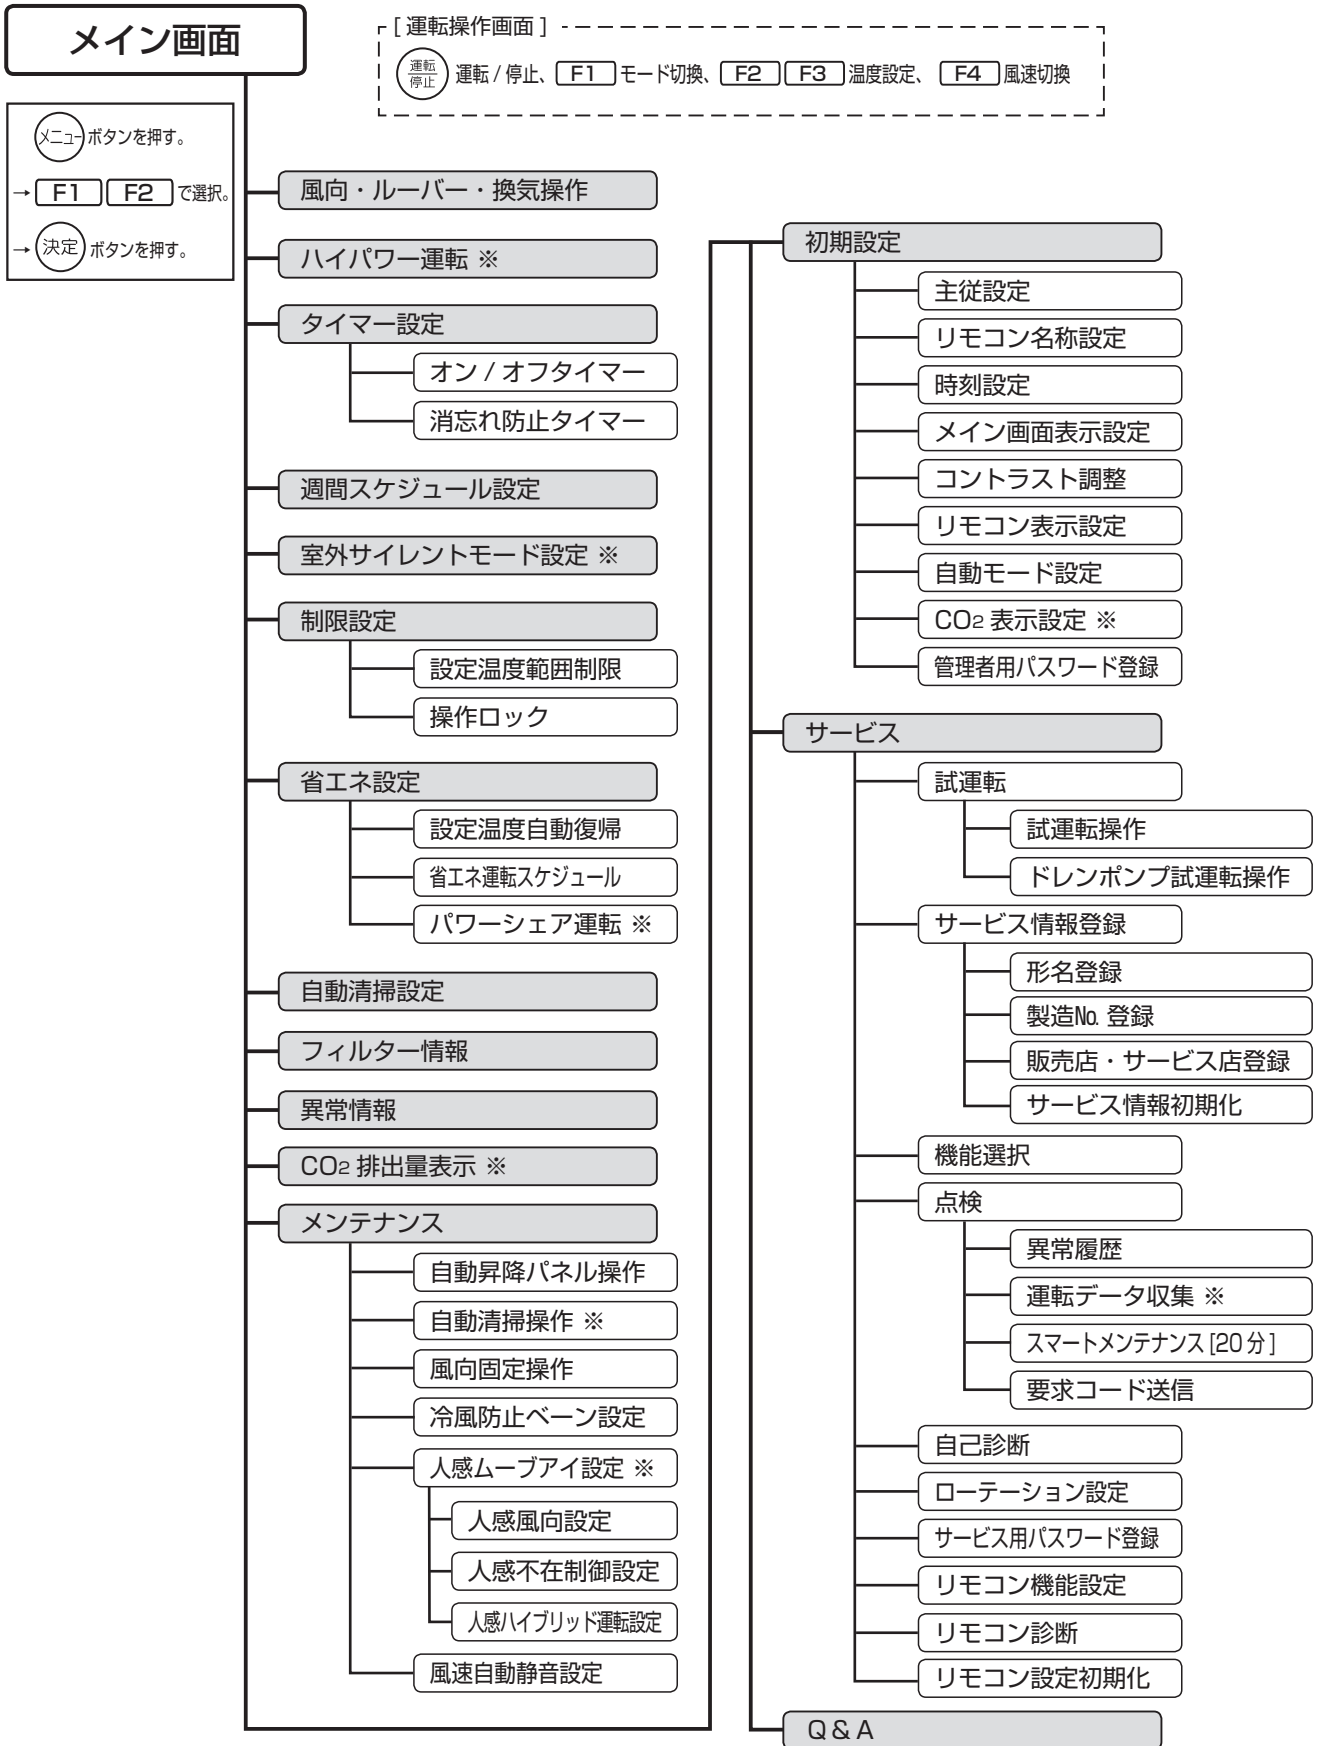 メイン画面
[ 運転操作画面 ]
運転
停止
運転 / 停止、 F1 モード切換、 F2 F3 温度設定、 F4 風速切換
メニュー ボタンを押す。
→ F1 F2 で選択。
→ 決定 ボタンを押す。
風向・ルーバー・換気操作
ハイパワー運転 ※
タイマー設定
オン / オフタイマー
消忘れ防止タイマー
週間スケジュール設定
室外サイレントモード設定 ※
制限設定
設定温度範囲制限
操作ロック
省エネ設定
設定温度自動復帰
省エネ運転スケジュール
パワーシェア運転 ※
自動清掃設定
フィルター情報
異常情報
CO2 排出量表示 ※
メンテナンス
自動昇降パネル操作
自動清掃操作 ※
風向固定操作
冷風防止ベーン設定
人感ムーブアイ設定 ※
人感風向設定
人感不在制御設定
人感ハイブリッド運転設定
風速自動静音設定
初期設定
主従設定
リモコン名称設定
時刻設定
メイン画面表示設定
コントラスト調整
リモコン表示設定
自動モード設定
CO2 表示設定 ※
管理者用パスワード登録
サービス
試運転
試運転操作
ドレンポンプ試運転操作
サービス情報登録
形名登録
製造№ 登録
販売店・サービス店登録
サービス情報初期化
機能選択
点検
異常履歴
運転データ収集 ※
スマートメンテナンス [20 分 ]
要求コード送信
自己診断
ローテーション設定
サービス用パスワード登録
リモコン機能設定
リモコン診断
リモコン設定初期化
Q & A